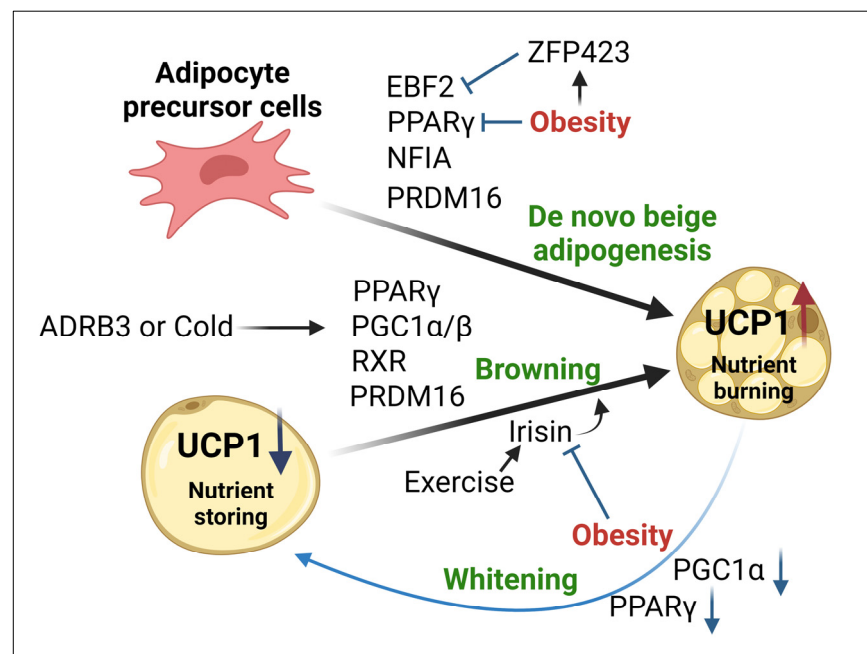 Adipocyte
precursor cells
ZFP423
EBF2
PPARγ
Obesity
NFIA
PRDM16
De novo beige
adipogenesis
ADRB3 or Cold
PPARγ
PGC1α/β
RXR
PRDM16
Browning
UCP1
Nutrient
burning
UCP1
Nutrient
storing
Irisin
Exercise
Obesity
Whitening
PGC1α
PPARγ